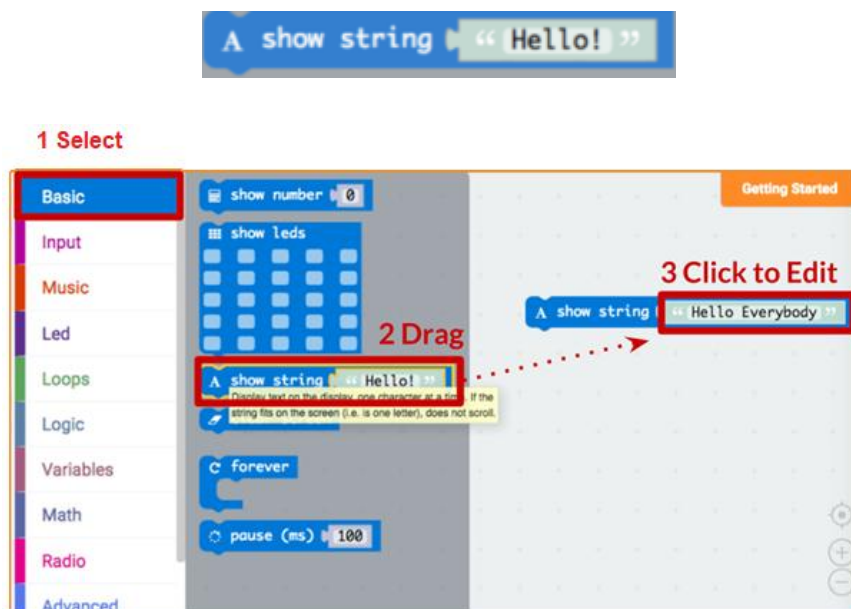 A show string “ Hello! ”
1 Select
Basic
Input
Music
Led
Loops
Logic
Variables
Math
Radio
Advanced
show number 0
show leds
2 Drag
A show string “ Hello! ”
Display text on the display, one character at a time. If the
string fits on the screen (i.e. is one letter), does not scroll.
forever
pause (ms) 100
Getting Started
3 Click to Edit
A show string “ Hello Everybody ”